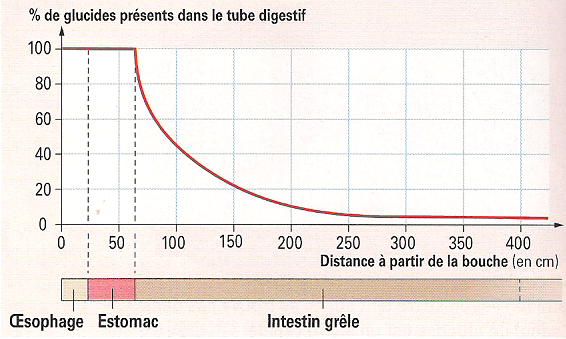 % de glucides présents dans le tube digestif
100
80
60
40
20
0
0 50 100 150 200 250 300 350 400
Distance à partir de la bouche (en cm)
Œsophage Estomac Intestin grêle